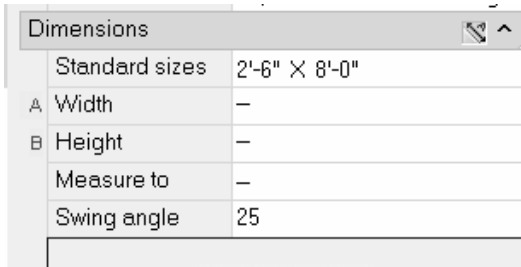 Dimensions
Standard sizes 2'-6" X 8'-0"
A Width –
B Height –
Measure to –
Swing angle 25